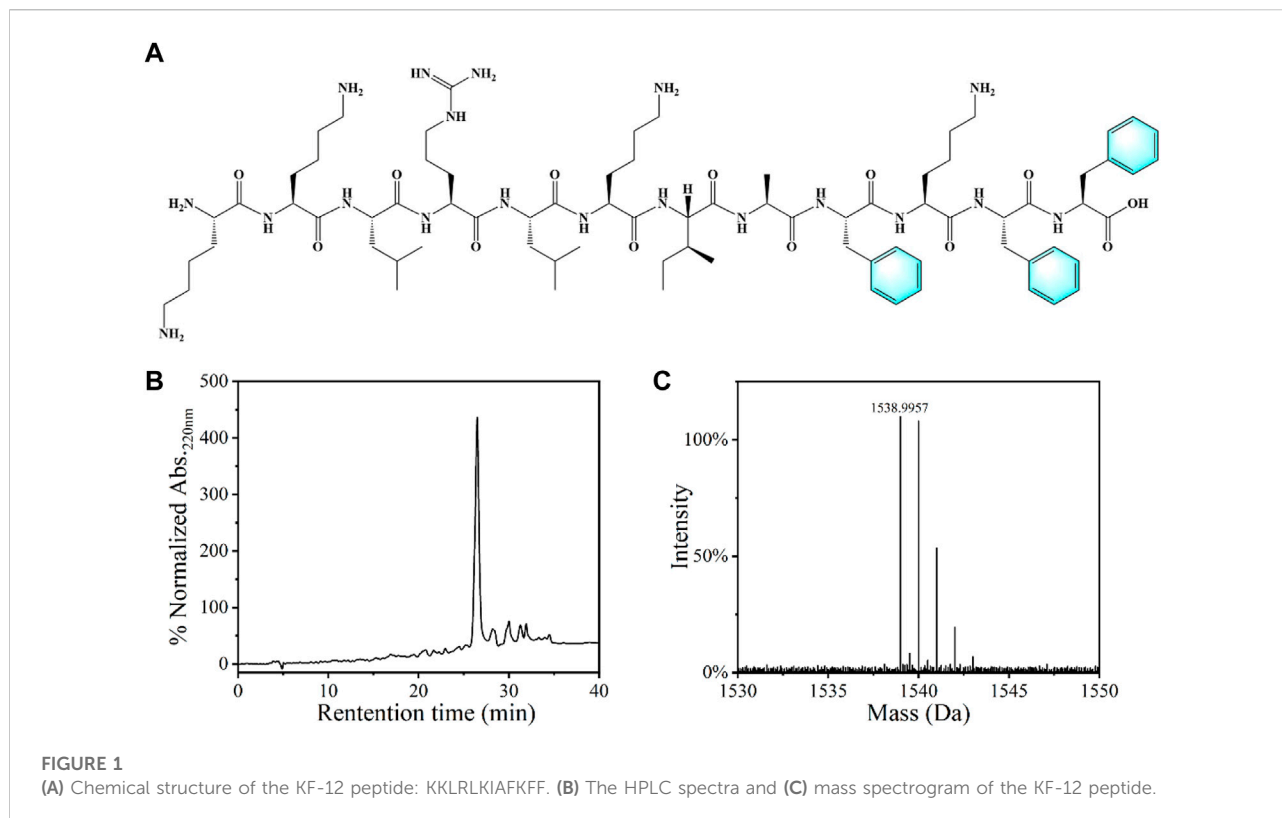 A
HN NH₂
NH₂ NH NH₂ NH₂
O H O H O H H O H O H O
H₂N N N N N N N OH
H H H H H
O O O O O O
NH₂
B
500
400
300
200
100
0
% Normalized Abs.220nm
0 10 20 30 40
Rentention time (min)
C
1538.9957
100%
50%
0%
Intensity
1530 1535 1540 1545 1550
Mass (Da)
FIGURE 1
(A) Chemical structure of the KF-12 peptide: KKLRLKIAFKFF. (B) The HPLC spectra and (C) mass spectrogram of the KF-12 peptide.